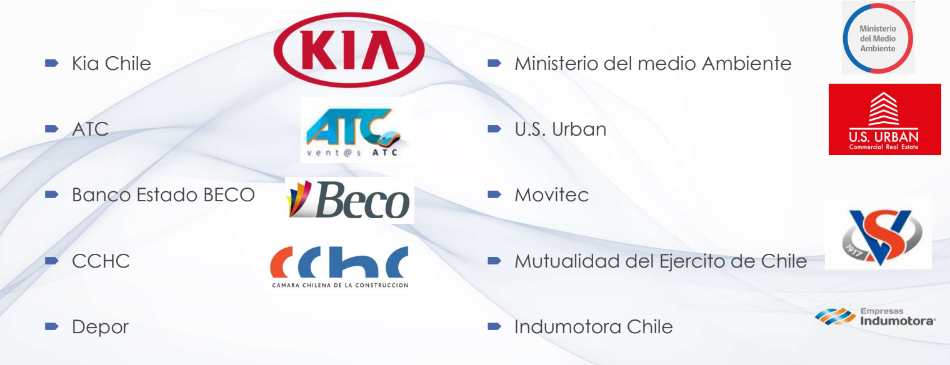 Kia Chile
KIA
ATC
ATC
vent@s ATC
Banco Estado BECO
Beco
CCHC
CChC
CAMARA CHILENA DE LA CONSTRUCCION
Depor
Ministerio del medio Ambiente
Ministerio
del Medio
Ambiente
U.S. Urban
U.S. URBAN
Commercial Real Estate
Movitec
Mutualidad del Ejercito de Chile
VS
1917
Indumotora Chile
Empresas
Indumotora